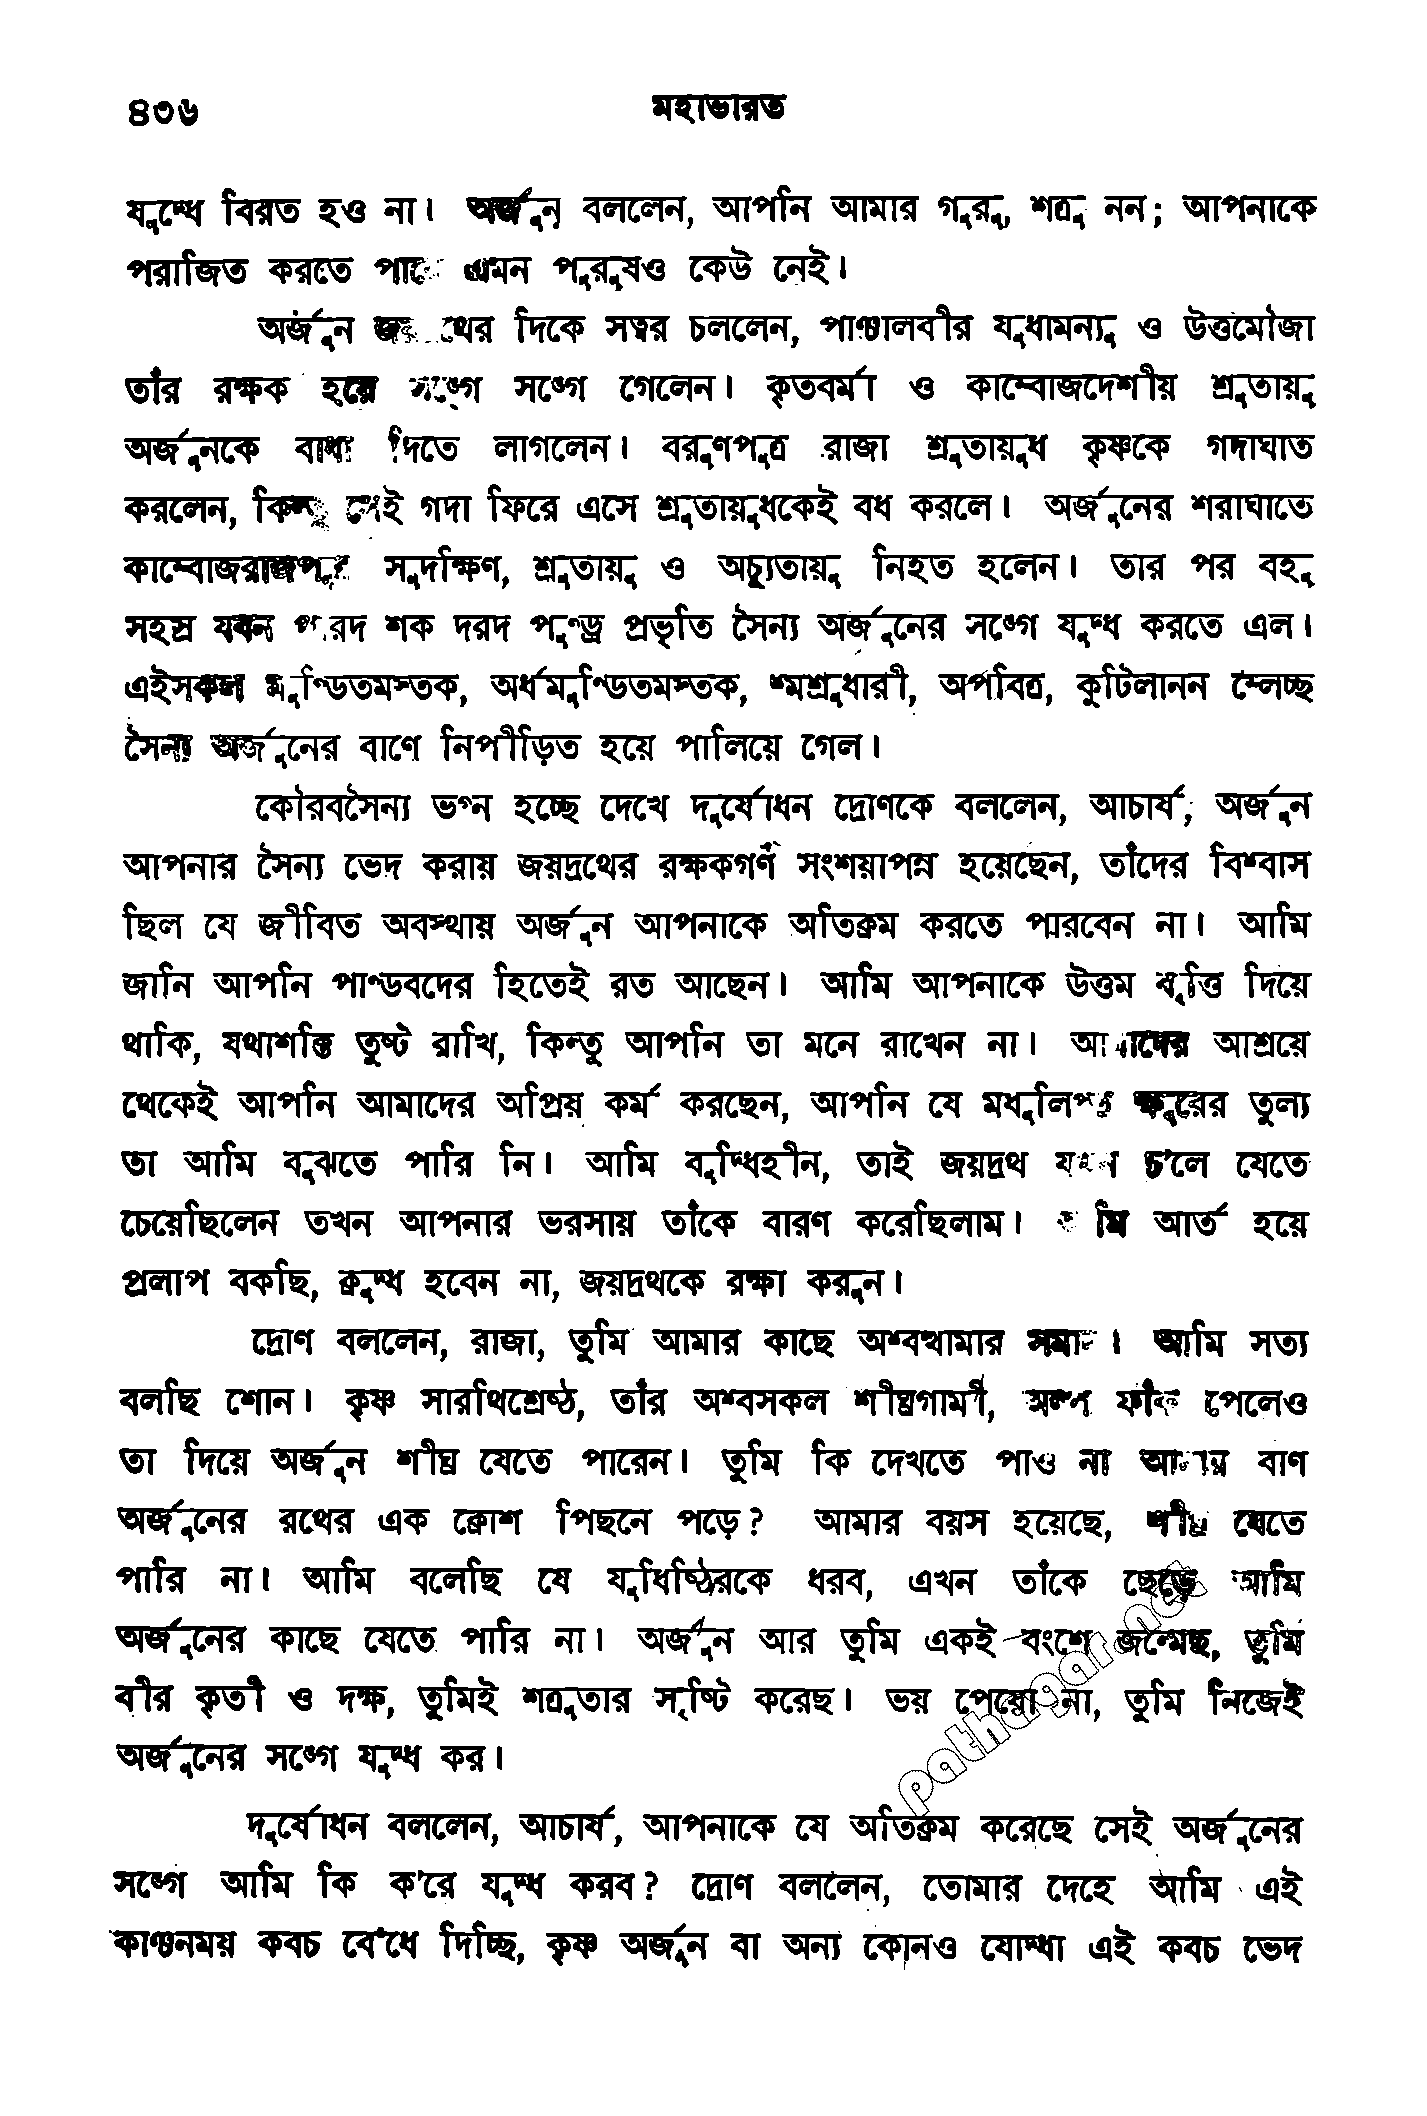 ৪৩৬ মহাভারত
যুদ্ধে বিরত হও না। অর্জুন বললেন, আপনি আমার গুরু, শত্রু নন; আপনাকে
পরাজিত করতে পারে এমন পুরুষও কেউ নেই।
অর্জুন জয়দ্রথের দিকে সত্বর চললেন, পাঞ্চালবীর যুধামন্যু ও উত্তমৌজা
তাঁর রক্ষক হয়ে সঙ্গে সঙ্গে গেলেন। কৃতবর্মা ও কাম্বোজদেশীয় শ্রুতায়ু
অর্জুনকে বাধা দিতে লাগলেন। বরুণপুত্র রাজা শ্রুতায়ুধ কৃষ্ণকে গদাঘাত
করলেন, কিন্তু সেই গদা ফিরে এসে শ্রুতায়ুধকেই বধ করলে। অর্জুনের শরাঘাতে
কাম্বোজরাজপুত্র সুদক্ষিণ, শ্রুতায়ু ও অচ্যুতায়ু নিহত হলেন। তার পর বহু
সহস্র যবন পারদ শক দরদ পুণ্ড্র প্রভৃতি সৈন্য অর্জুনের সঙ্গে যুদ্ধ করতে এল।
এইসকল মুণ্ডিতমস্তক, অর্ধমুণ্ডিতমস্তক, শ্মশ্রুধারী, অপবিত্র, কুটিলানন ম্লেচ্ছ
সৈন্য অর্জুনের বাণে নিপীড়িত হয়ে পালিয়ে গেল।
কৌরবসৈন্য ভগ্ন হচ্ছে দেখে দুর্যোধন দ্রোণকে বললেন, আচার্য, অর্জুন
আপনার সৈন্য ভেদ করায় জয়দ্রথের রক্ষকগণ সংশয়াপন্ন হয়েছেন, তাঁদের বিশ্বাস
ছিল যে জীবিত অবস্থায় অর্জুন আপনাকে অতিক্রম করতে পারবেন না। আমি
জানি আপনি পাণ্ডবদের হিতেই রত আছেন। আমি আপনাকে উত্তম বৃত্তি দিয়ে
থাকি, যথাশক্তি তুষ্ট রাখি, কিন্তু আপনি তা মনে রাখেন না। আমাদের আশ্রয়ে
থেকেই আপনি আমাদের অপ্রিয় কর্ম করছেন, আপনি যে মধুলিপ্ত ক্ষুরের তুল্য
তা আমি বুঝতে পারি নি। আমি বুদ্ধিহীন, তাই জয়দ্রথ যখন চ'লে যেতে
চেয়েছিলেন তখন আপনার ভরসায় তাঁকে বারণ করেছিলাম। আমি আর্ত হয়ে
প্রলাপ বকছি, ক্রুদ্ধ হবেন না, জয়দ্রথকে রক্ষা করুন।
দ্রোণ বললেন, রাজা, তুমি আমার কাছে অশ্বত্থামার সমান। আমি সত্য
বলছি শোন। কৃষ্ণ সারথিশ্রেষ্ঠ, তাঁর অশ্বসকল শীঘ্রগামী, অল্প ফাঁক পেলেও
তা দিয়ে অর্জুন শীঘ্র যেতে পারেন। তুমি কি দেখতে পাও না আমার বাণ
অর্জুনের রথের এক ক্রোশ পিছনে পড়ে? আমার বয়স হয়েছে, শীঘ্র যেতে
পারি না। আমি বলেছি যে যুধিষ্ঠিরকে ধরব, এখন তাঁকে ছেড়ে আমি
অর্জুনের কাছে যেতে পারি না। অর্জুন আর তুমি একই বংশে জন্মেছ, তুমি
বীর কৃতী ও দক্ষ, তুমিই শত্রুতার সৃষ্টি করেছ। ভয় পেয়ো না, তুমি নিজেই
অর্জুনের সঙ্গে যুদ্ধ কর।
দুর্যোধন বললেন, আচার্য, আপনাকে যে অতিক্রম করেছে সেই অর্জুনের
সঙ্গে আমি কি ক'রে যুদ্ধ করব? দ্রোণ বললেন, তোমার দেহে আমি এই
কাঞ্চনময় কবচ বেঁধে দিচ্ছি, কৃষ্ণ অর্জুন বা অন্য কোনও যোদ্ধা এই কবচ ভেদ
pathagar.net